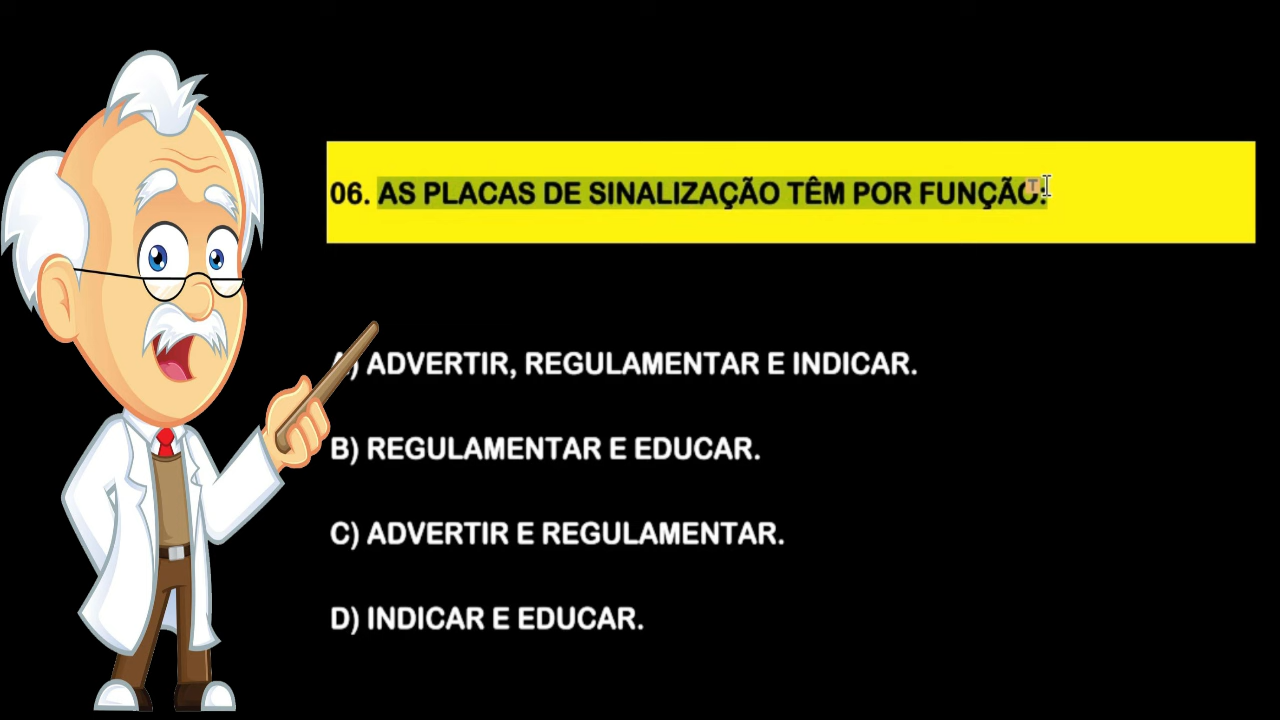 06. AS PLACAS DE SINALIZAÇÃO TÊM POR FUNÇÃO:
A) ADVERTIR, REGULAMENTAR E INDICAR.
B) REGULAMENTAR E EDUCAR.
C) ADVERTIR E REGULAMENTAR.
D) INDICAR E EDUCAR.